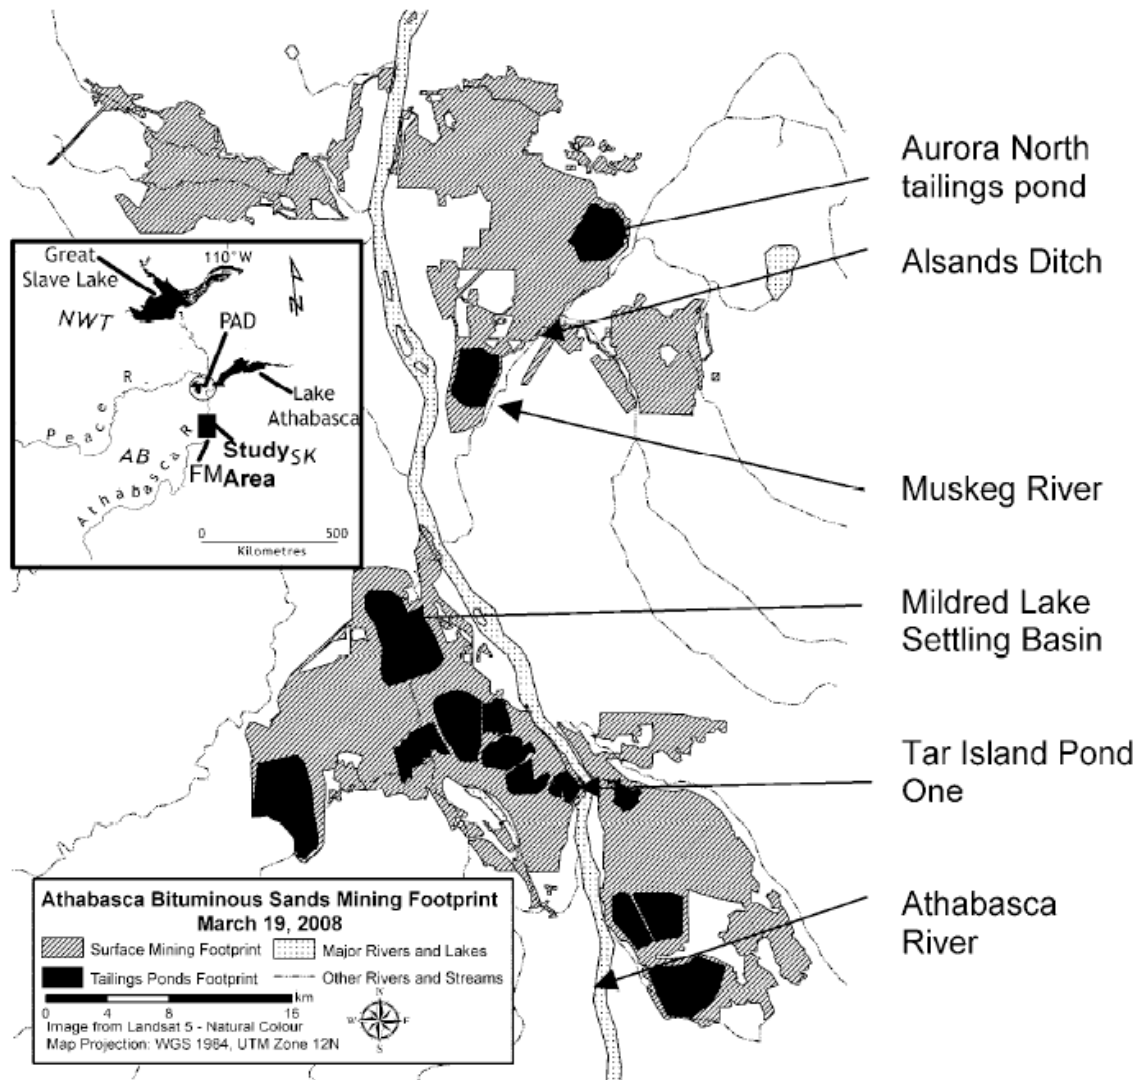 Aurora North
tailings pond
Alsands Ditch
Muskeg River
Mildred Lake
Settling Basin
Tar Island Pond
One
Athabasca
River
Great
Slave Lake
110°W
N
NWT
PAD
Lake
Athabasca
Peace R
Athabasca R
AB
Study
Area
SK
FM
0 500
Kilometres
Athabasca Bituminous Sands Mining Footprint
March 19, 2008
Surface Mining Footprint
Major Rivers and Lakes
Tailings Ponds Footprint
Other Rivers and Streams
0 4 8 16 km
Image from Landsat 5 - Natural Colour
Map Projection: WGS 1984, UTM Zone 12N
N
W E
S